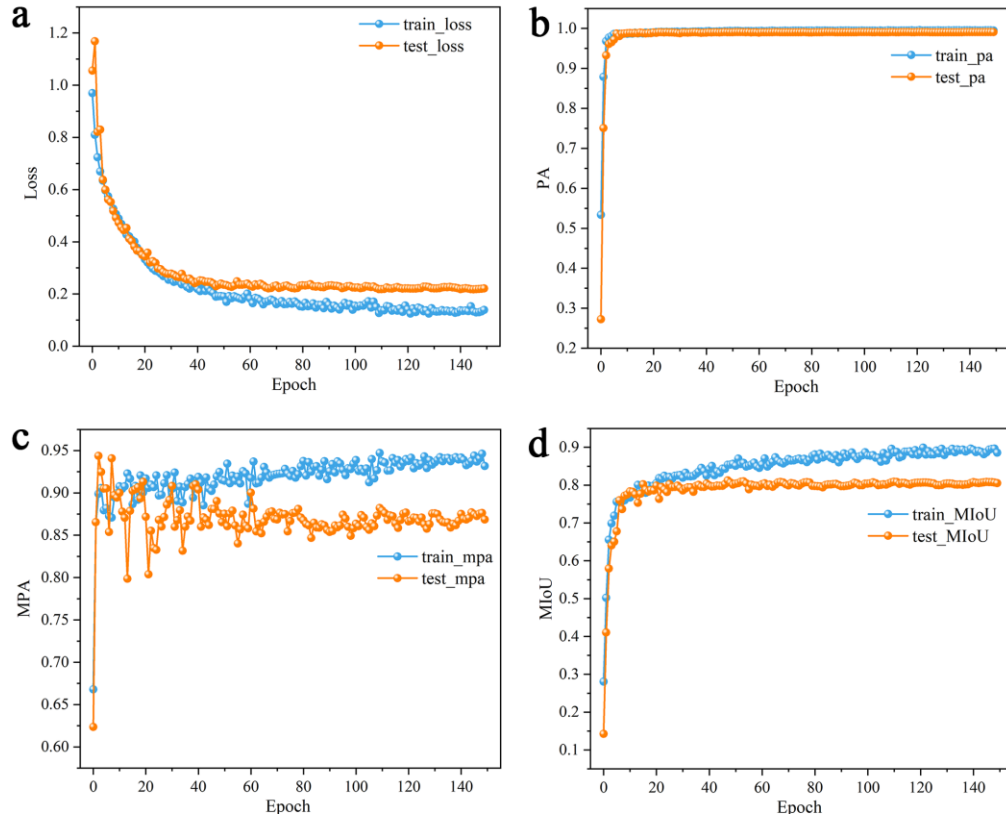 a
train_loss
test_loss
1.2
1.0
0.8
0.6
0.4
0.2
0.0
Loss
0 20 40 60 80 100 120 140
Epoch
b
train_pa
test_pa
1.0
0.9
0.8
0.7
0.6
0.5
0.4
0.3
0.2
PA
0 20 40 60 80 100 120 140
Epoch
c
train_mpa
test_mpa
0.95
0.90
0.85
0.80
0.75
0.70
0.65
0.60
MPA
0 20 40 60 80 100 120 140
Epoch
d
train_MIoU
test_MIoU
0.9
0.8
0.7
0.6
0.5
0.4
0.3
0.2
0.1
MIoU
0 20 40 60 80 100 120 140
Epoch